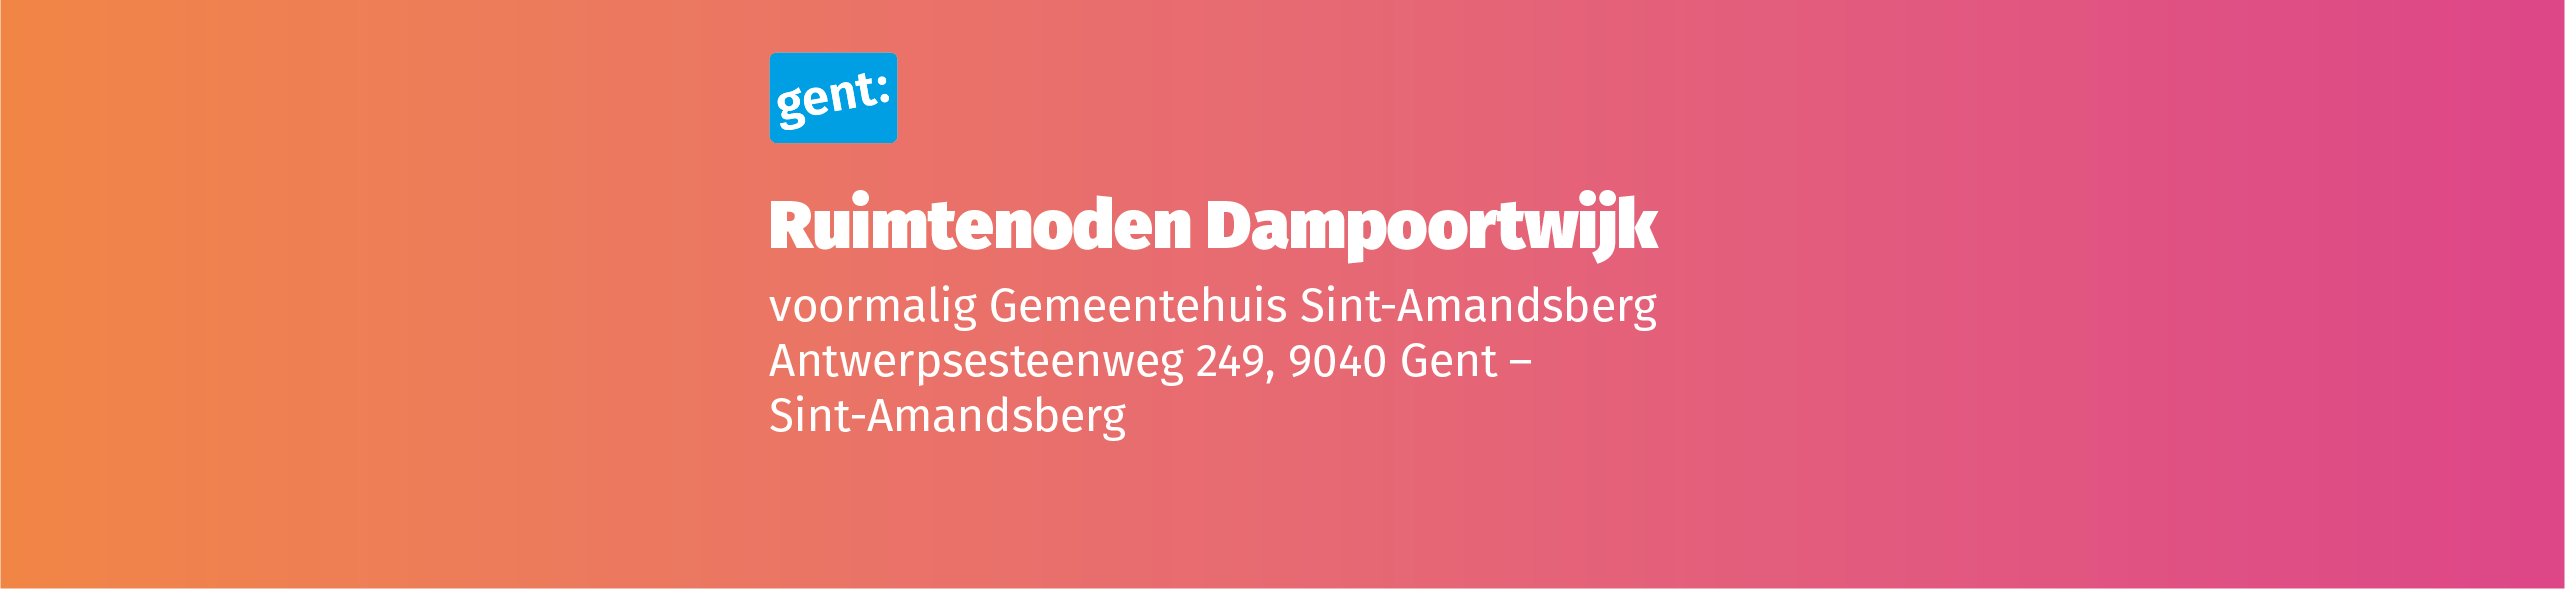 gent:
Ruimtenoden Dampoortwijk
voormalig Gemeentehuis Sint-Amandsberg
Antwerpsesteenweg 249, 9040 Gent –
Sint-Amandsberg